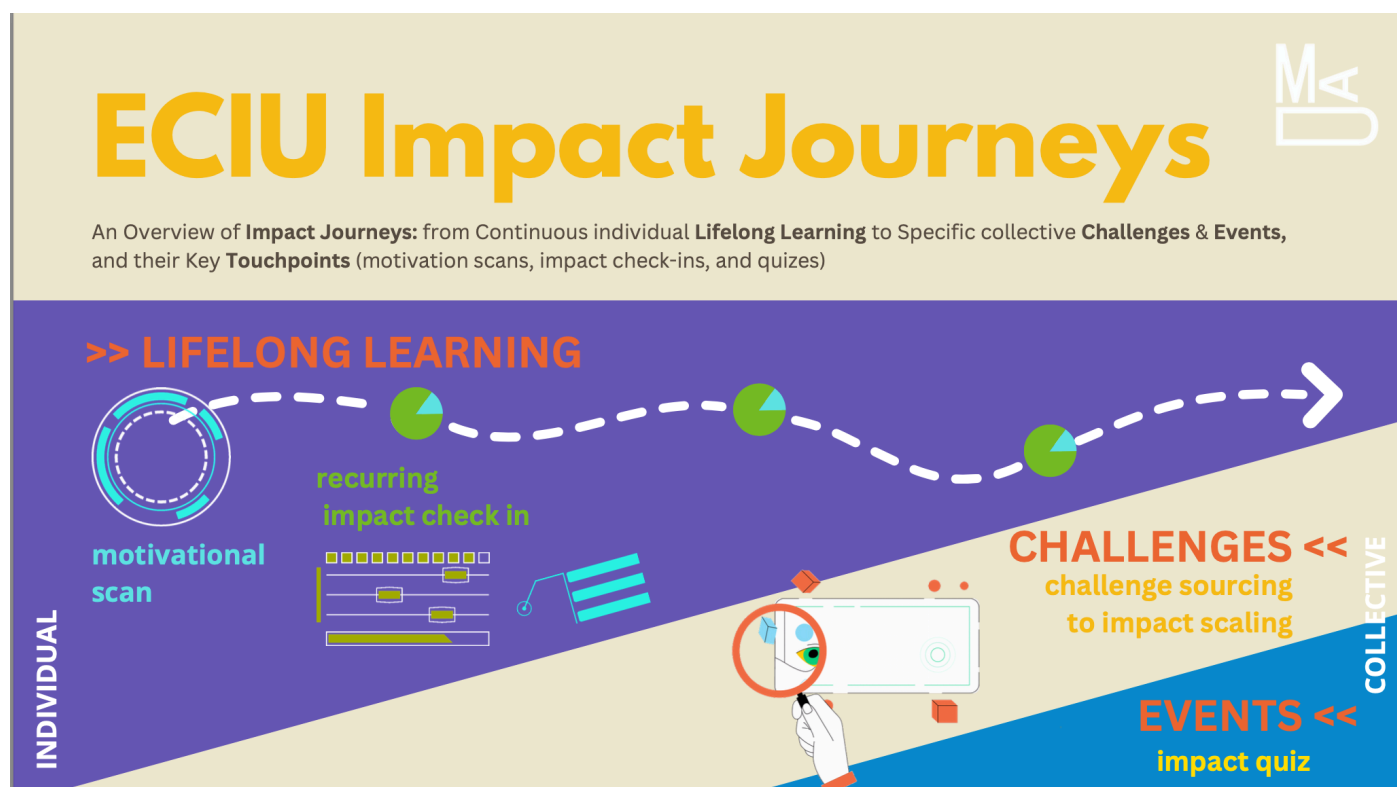 MAD
ECIU Impact Journeys
An Overview of Impact Journeys: from Continuous individual Lifelong Learning to Specific collective Challenges & Events,
and their Key Touchpoints (motivation scans, impact check-ins, and quizes)
>> LIFELONG LEARNING
recurring
impact check in
motivational
scan
INDIVIDUAL
CHALLENGES <<
challenge sourcing
to impact scaling
COLLECTIVE
EVENTS <<
impact quiz